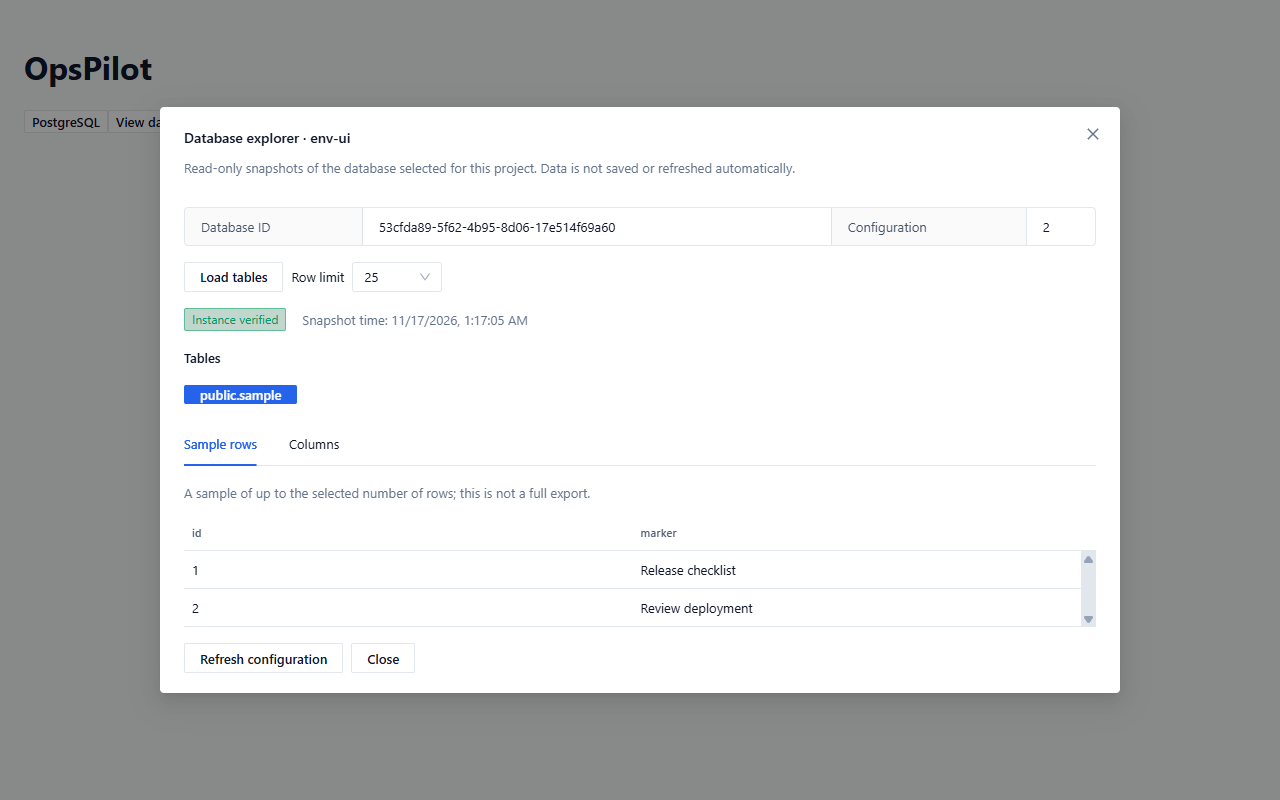 OpsPilot
PostgreSQL View da
Database explorer · env-ui
Read-only snapshots of the database selected for this project. Data is not saved or refreshed automatically.
Database ID 53cfda89-5f62-4b95-8d06-17e514f69a60 Configuration 2
Load tables Row limit 25
Instance verified Snapshot time: 11/17/2026, 1:17:05 AM
Tables
public.sample
Sample rows Columns
A sample of up to the selected number of rows; this is not a full export.
id marker
1 Release checklist
2 Review deployment
Refresh configuration Close